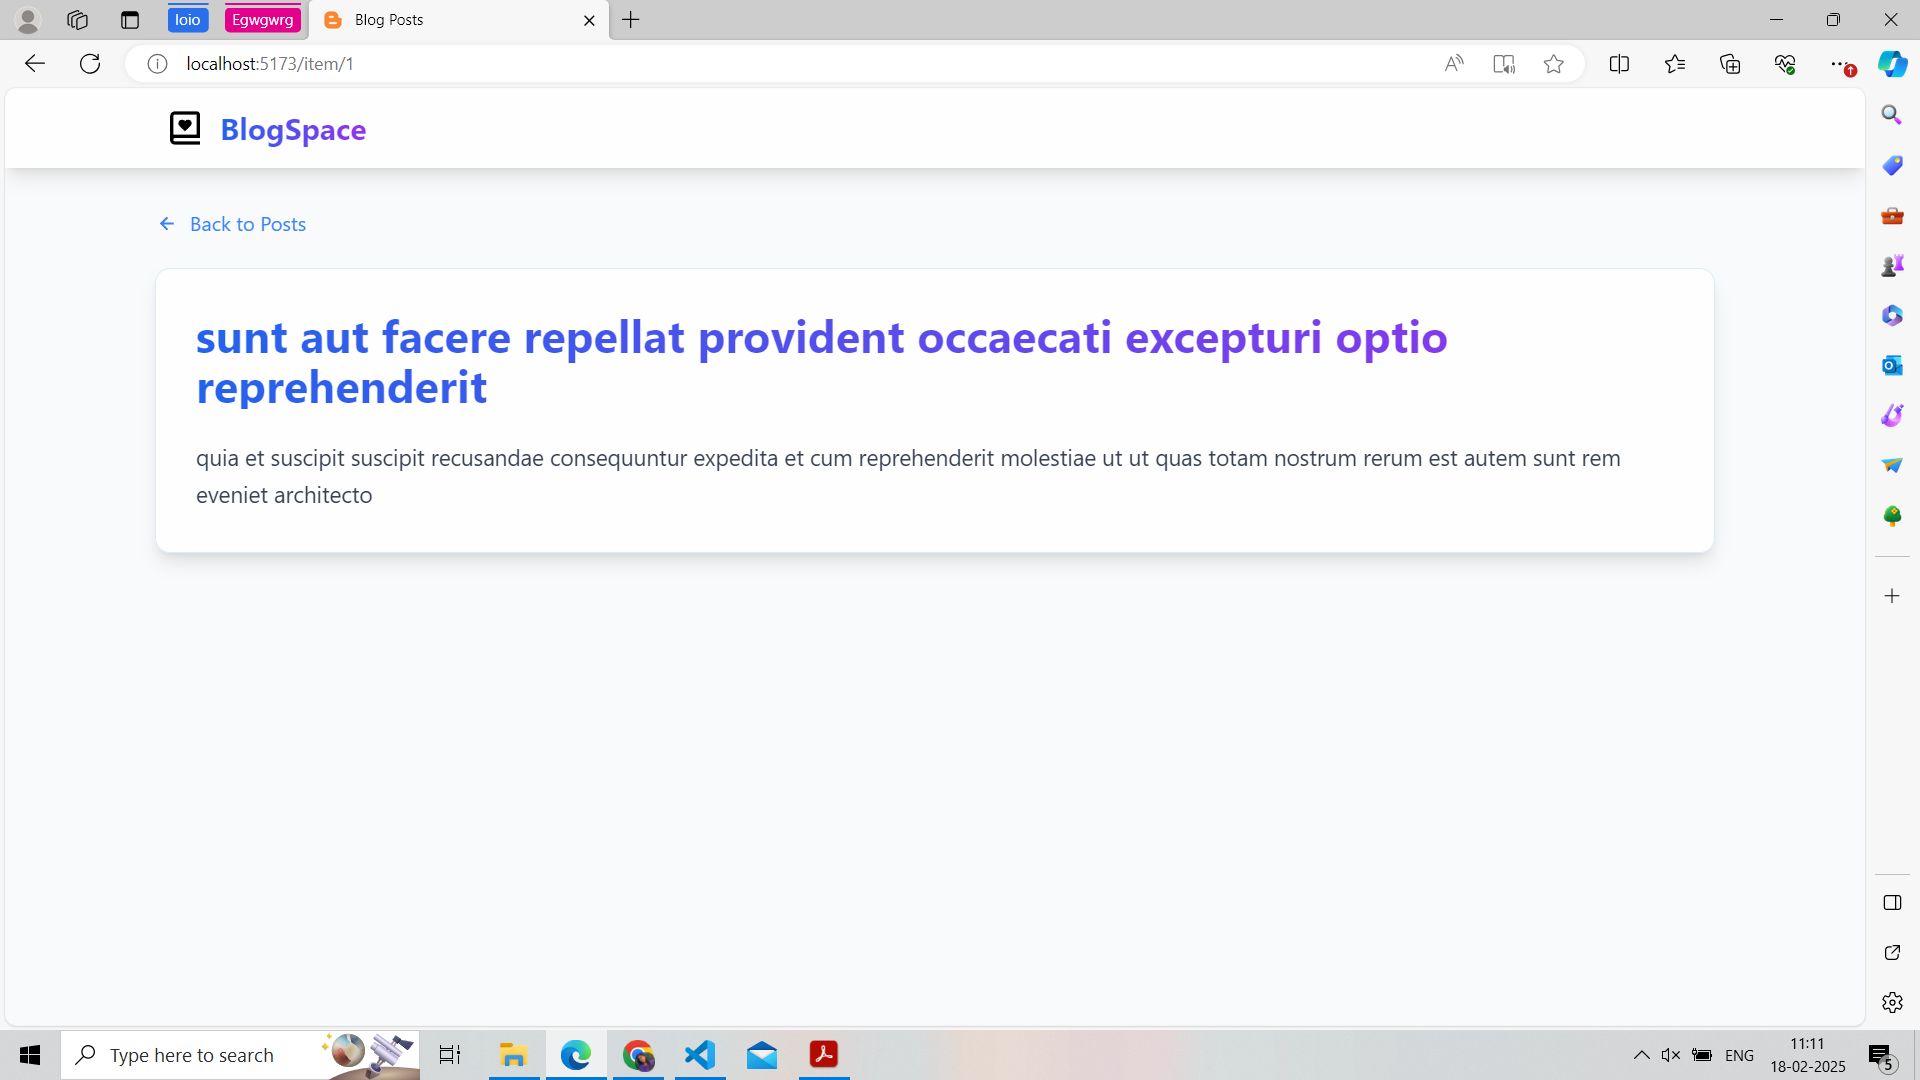 Ioio
Egwgwrg
Blog Posts
localhost:5173/item/1
BlogSpace
Back to Posts
sunt aut facere repellat provident occaecati excepturi optio
reprehenderit
quia et suscipit suscipit recusandae consequuntur expedita et cum reprehenderit molestiae ut ut quas totam nostrum rerum est autem sunt rem
eveniet architecto
Type here to search
ENG
11:11
18-02-2025
5